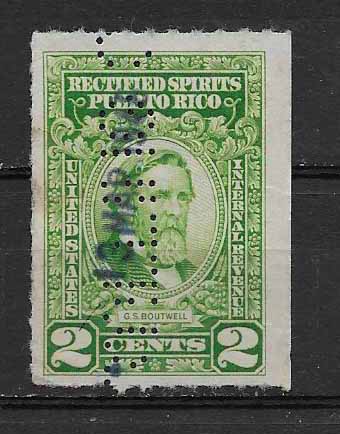 RECTIFIED SPIRITS
PUERTO RICO
UNITED STATES
INTERNAL REVENUE
G.S. BOUTWELL
2 CENTS 2